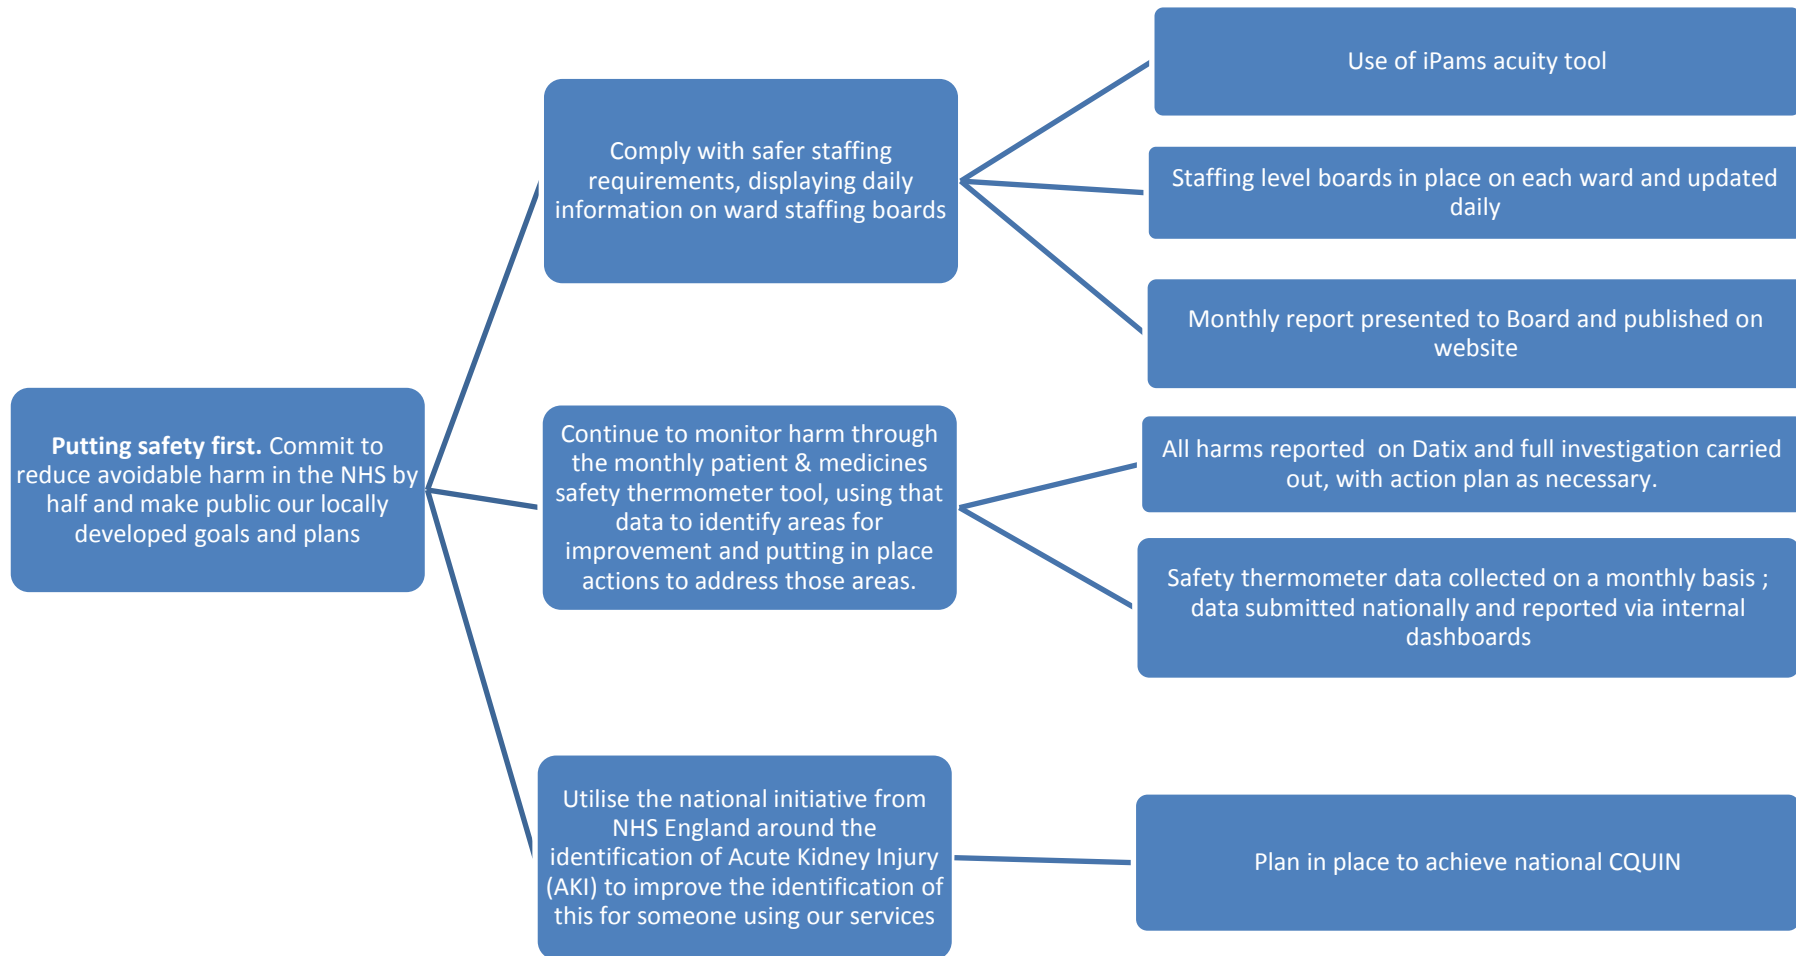 Putting safety first. Commit to
reduce avoidable harm in the NHS by
half and make public our locally
developed goals and plans
Comply with safer staffing
requirements, displaying daily
information on ward staffing boards
Use of iPams acuity tool
Staffing level boards in place on each ward and updated
daily
Monthly report presented to Board and published on
website
Continue to monitor harm through
the monthly patient & medicines
safety thermometer tool, using that
data to identify areas for
improvement and putting in place
actions to address those areas.
All harms reported  on Datix and full investigation carried
out, with action plan as necessary.
Safety thermometer data collected on a monthly basis ;
data submitted nationally and reported via internal
dashboards
Utilise the national initiative from
NHS England around the
identification of Acute Kidney Injury
(AKI) to improve the identification of
this for someone using our services
Plan in place to achieve national CQUIN